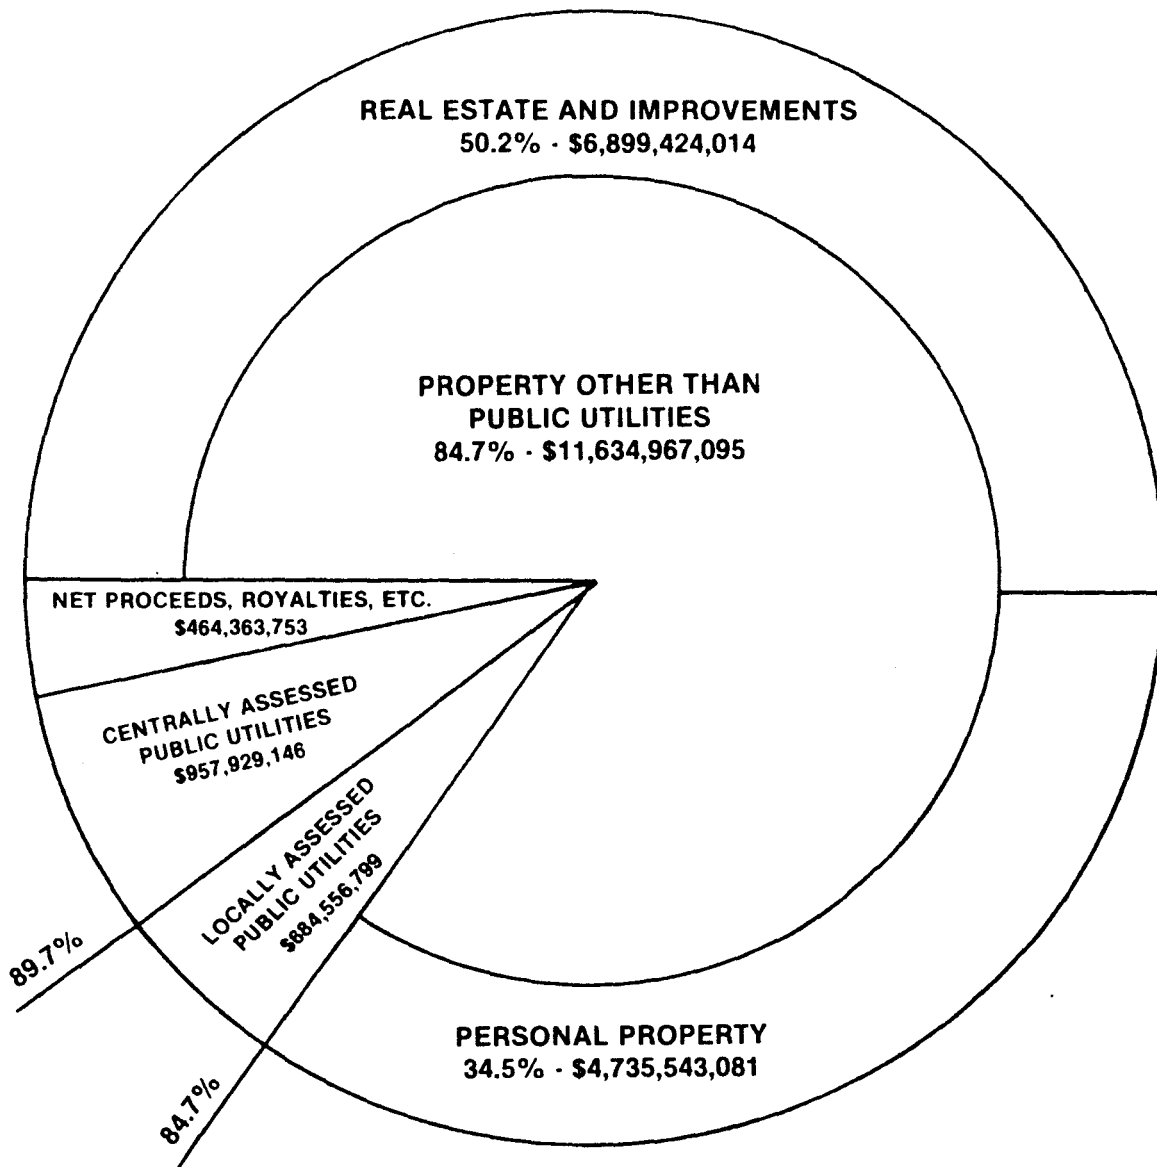 REAL ESTATE AND IMPROVEMENTS
50.2% - $6,899,424,014
PROPERTY OTHER THAN
PUBLIC UTILITIES
84.7% - $11,634,967,095
NET PROCEEDS, ROYALTIES, ETC.
$464,363,753
CENTRALLY ASSESSED
PUBLIC UTILITIES
$957,929,146
LOCALLY ASSESSED
PUBLIC UTILITIES
$684,556,799
89.7%
84.7%
PERSONAL PROPERTY
34.5% - $4,735,543,081